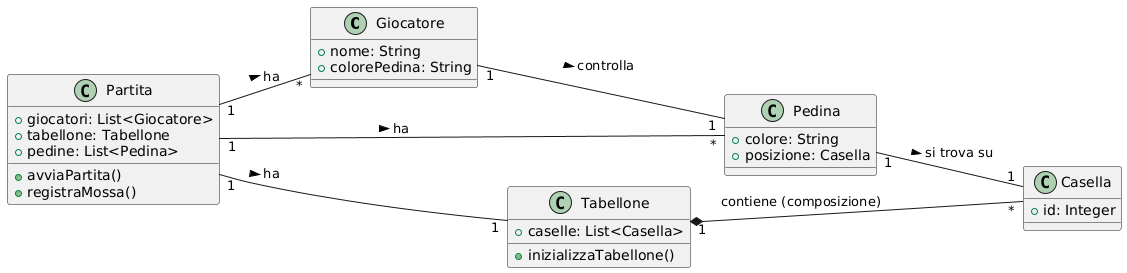 C Giocatore
+ nome: String
+ colorePedina: String
C Partita
+ giocatori: List<Giocatore>
+ tabellone: Tabellone
+ pedine: List<Pedina>
+ avviaPartita()
+ registraMossa()
ha
1
*
1
controlla
1
ha
1
*
ha
1
1
C Pedina
+ colore: String
+ posizione: Casella
C Tabellone
+ caselle: List<Casella>
+ inizializzaTabellone()
si trova su
1
1
contiene (composizione)
1
*
C Casella
+ id: Integer